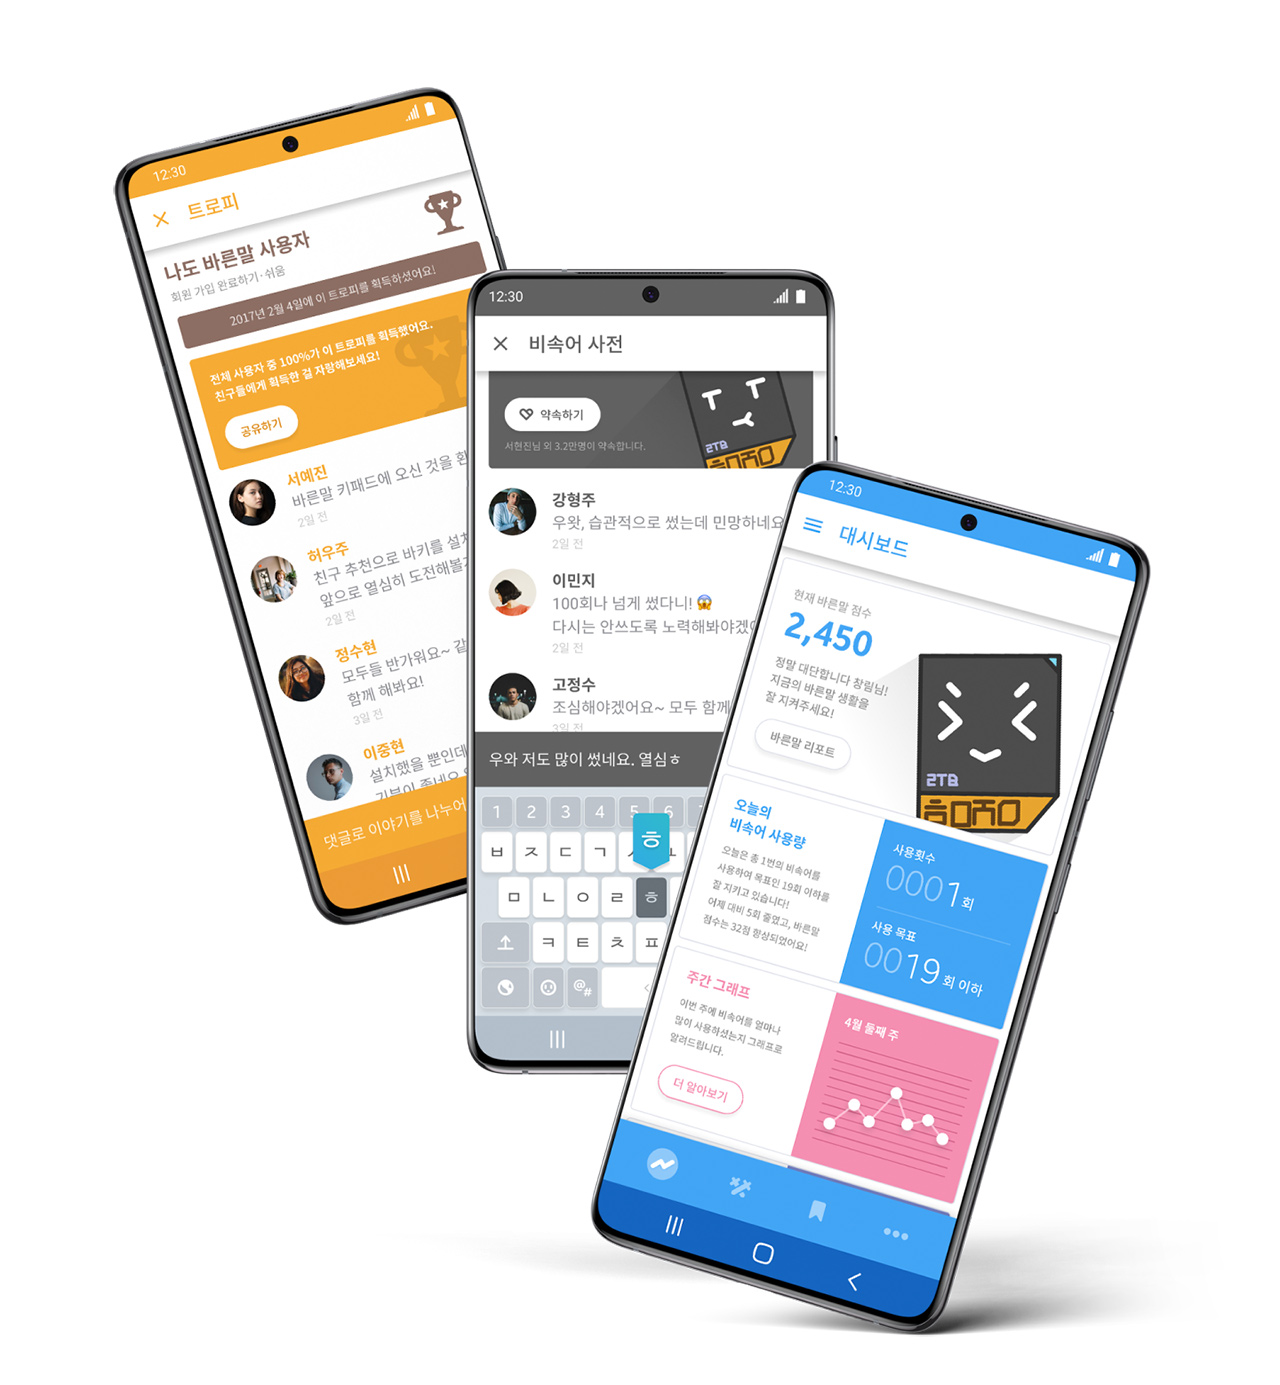 12:30
트로피
나도 바른말 사용자
회원 가입 완료하기·쉬움
2017년 2월 4일에 이 트로피를 획득하셨어요!
전체 사용자 중 100%가 이 트로피를 획득했어요.
친구들에게 획득한 걸 자랑해보세요!
공유하기
서예진
바른말 키패드에 오신 것을 환
2일 전
허우주
친구 추천으로 바키를 설치
앞으로 열심히 도전해볼
2일 전
정수현
모두들 반가워요~ 같
함께 해봐요!
3일 전
이중현
설치했을 뿐인데
기분이 좋네요
댓글로 이야기를 나누어
12:30
비속어 사전
약속하기
서현진님 외 3.2만명이 약속합니다.
2TB
강형주
우왓, 습관적으로 썼는데 민망하네요
2일 전
이민지
100회나 넘게 썼다니! 😱
다시는 안쓰도록 노력해봐야겠어
2일 전
고정수
조심해야겠어요~ 모두 함께
3일 전
우와 저도 많이 썼네요. 열심ㅎ
1 2 3 4 5 6
ㅎ
ㅂ ㅈ ㄷ ㄱ ㅅ
ㅁ ㄴ ㅇ ㄹ ㅎ
ㅋ ㅌ ㅊ ㅍ
@#
12:30
대시보드
현재 바른말 점수
2,450
정말 대단합니다 창림님!
지금의 바른말 생활을
잘 지켜주세요!
바른말 리포트
2TB
오늘의
비속어 사용량
오늘은 총 1번의 비속어를
사용하여 목표인 19회 이하를
잘 지키고 있습니다!
어제 대비 5회 줄였고, 바른말
점수는 32점 향상되었어요!
사용횟수
0001회
사용 목표
0019회 이하
주간 그래프
이번 주에 비속어를 얼마나
많이 사용하셨는지 그래프로
알려드립니다.
더 알아보기
4월 둘째 주